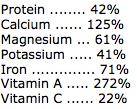 Protein ........ 42%
Calcium ...... 125%
Magnesium ... 61%
Potassium ..... 41%
Iron .............. 71%
Vitamin A ..... 272%
Vitamin C ...... 22%